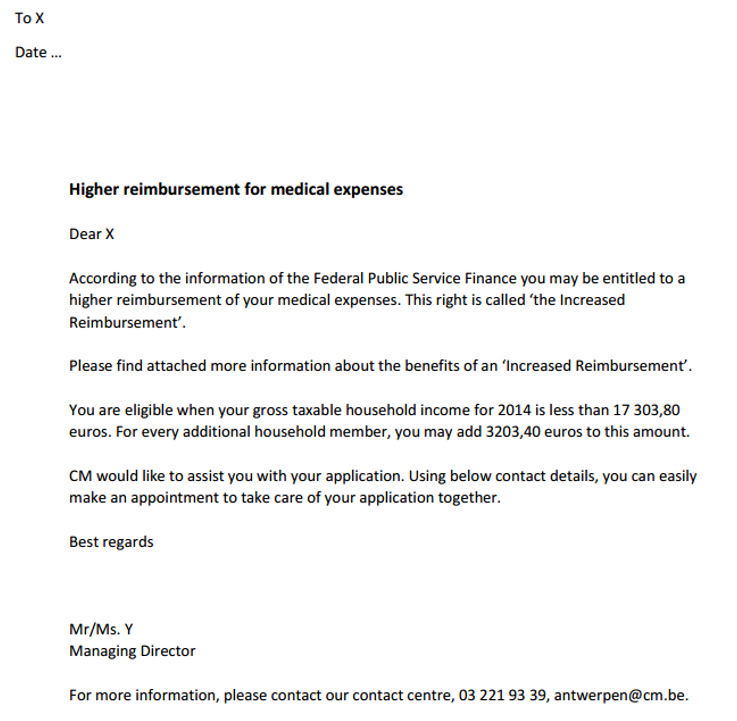 To X
Date ...
Higher reimbursement for medical expenses
Dear X
According to the information of the Federal Public Service Finance you may be entitled to a
higher reimbursement of your medical expenses. This right is called ‘the Increased
Reimbursement’.
Please find attached more information about the benefits of an ‘Increased Reimbursement’.
You are eligible when your gross taxable household income for 2014 is less than 17 303,80
euros. For every additional household member, you may add 3203,40 euros to this amount.
CM would like to assist you with your application. Using below contact details, you can easily
make an appointment to take care of your application together.
Best regards
Mr/Ms. Y
Managing Director
For more information, please contact our contact centre, 03 221 93 39, antwerpen@cm.be.